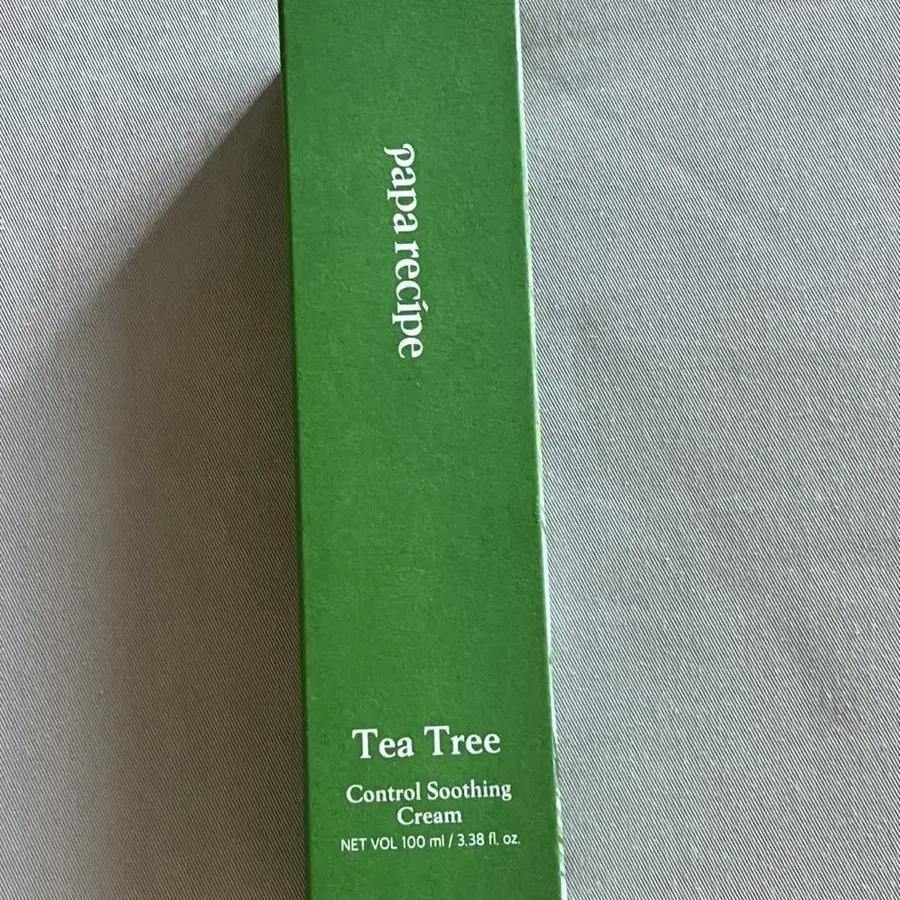 papa recipe
Tea Tree
Control Soothing
Cream
NET VOL 100 ml / 3.38 fl. oz.